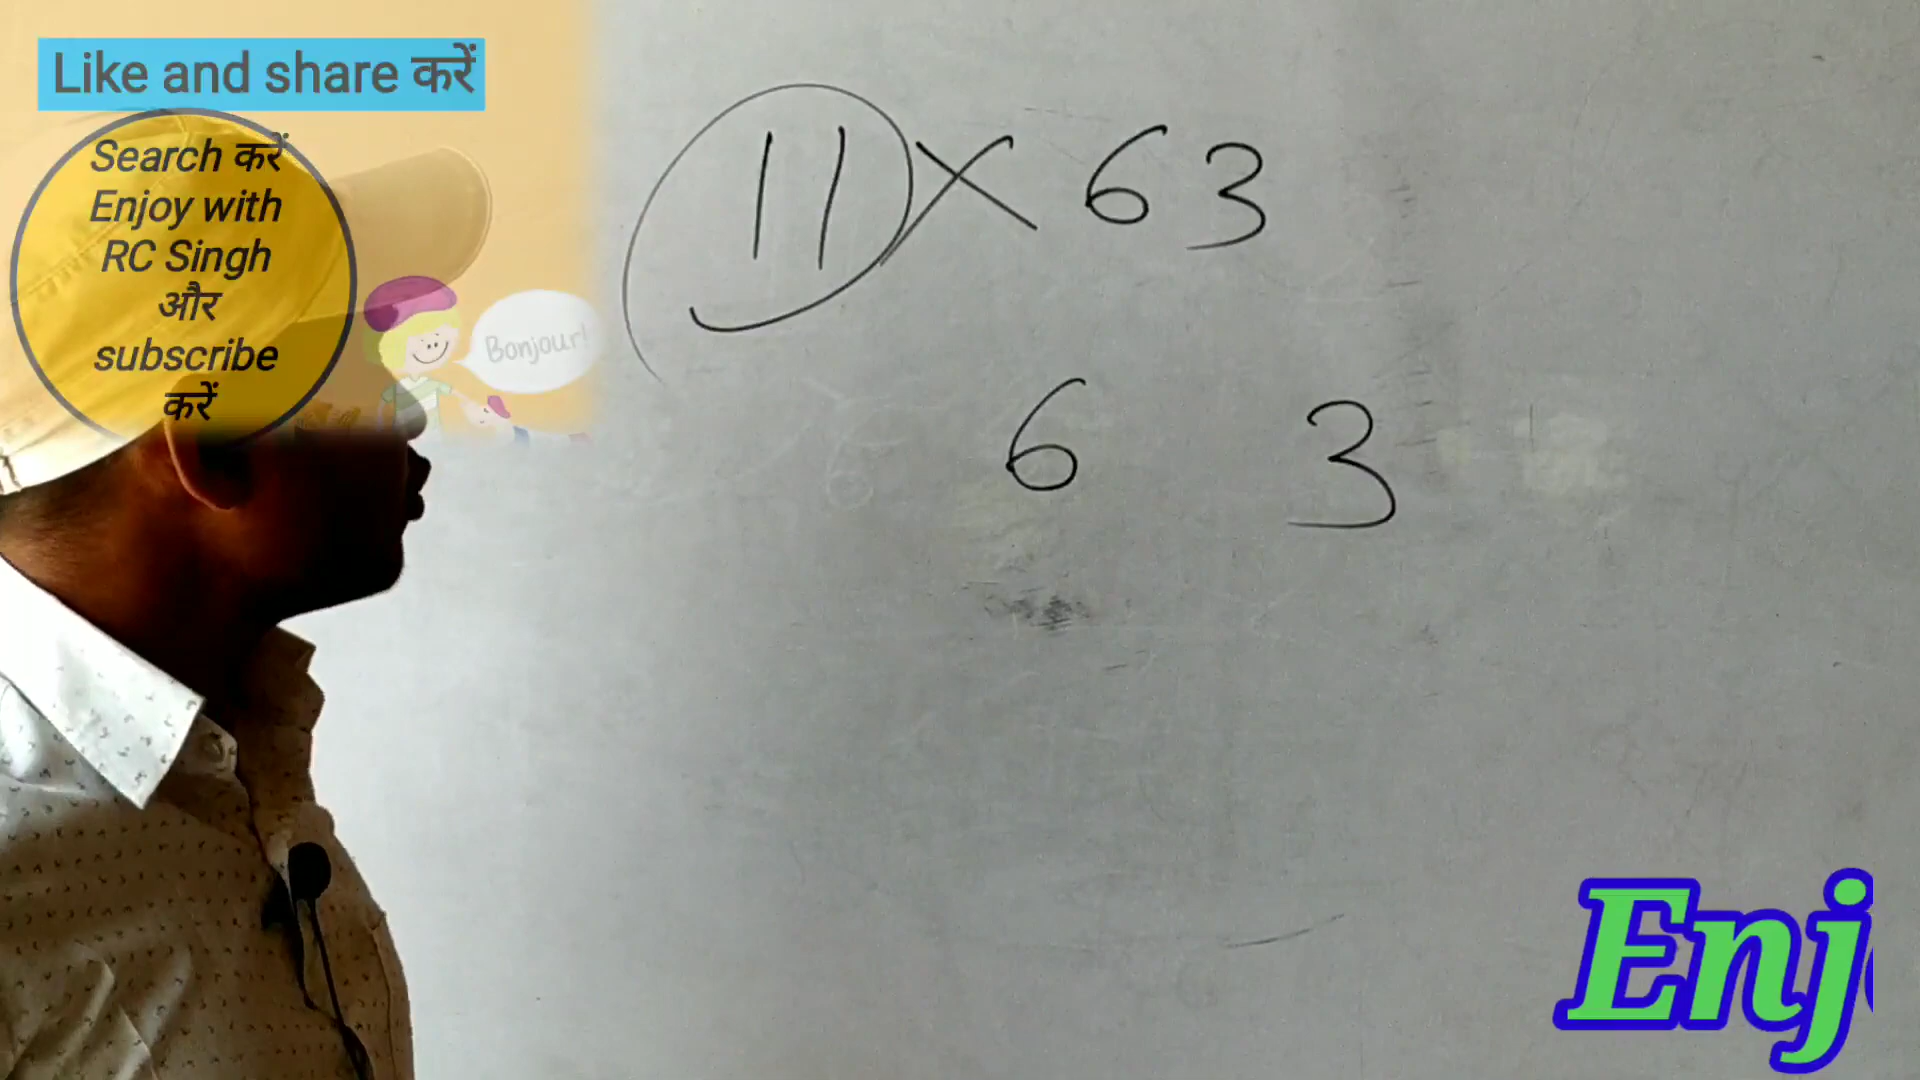 Like and share करें
Search करें
Enjoy with
RC Singh
और
subscribe
करें
Bonjour!
11 × 63
6 3
Enj